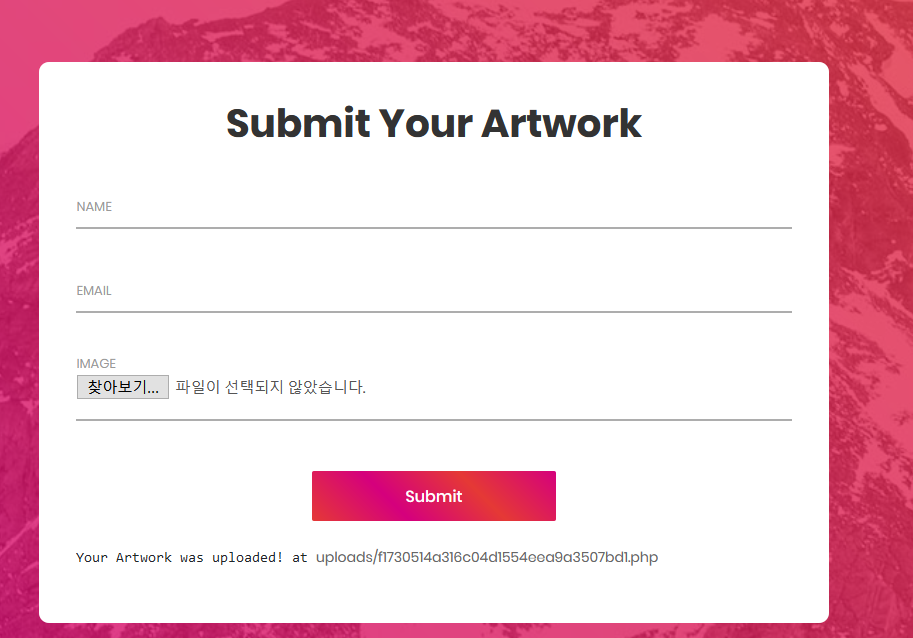 Submit Your Artwork
NAME
EMAIL
IMAGE
찾아보기... 파일이 선택되지 않았습니다.
Submit
Your Artwork was uploaded! at uploads/f1730514a316c04d1554eea9a3507bd1.php